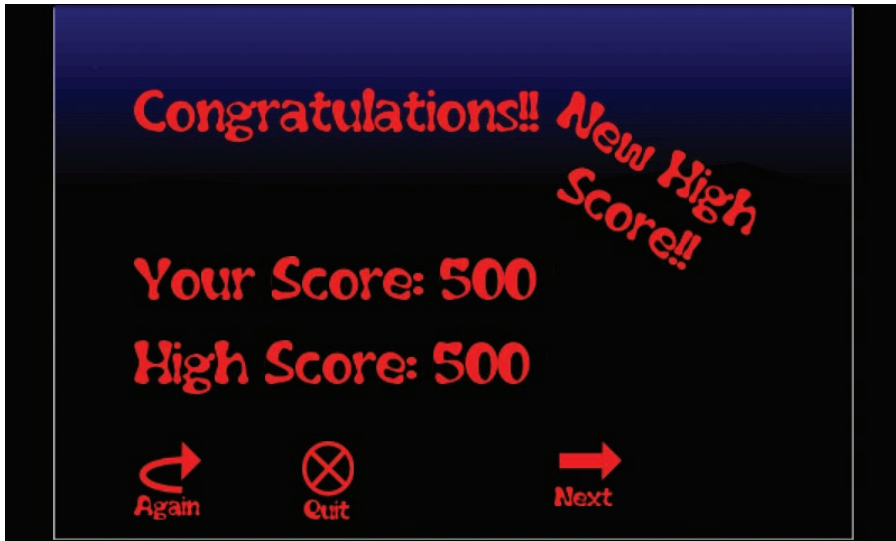 Congratulations!!
New High
Score!!
Your Score: 500
High Score: 500
Again
Quit
Next